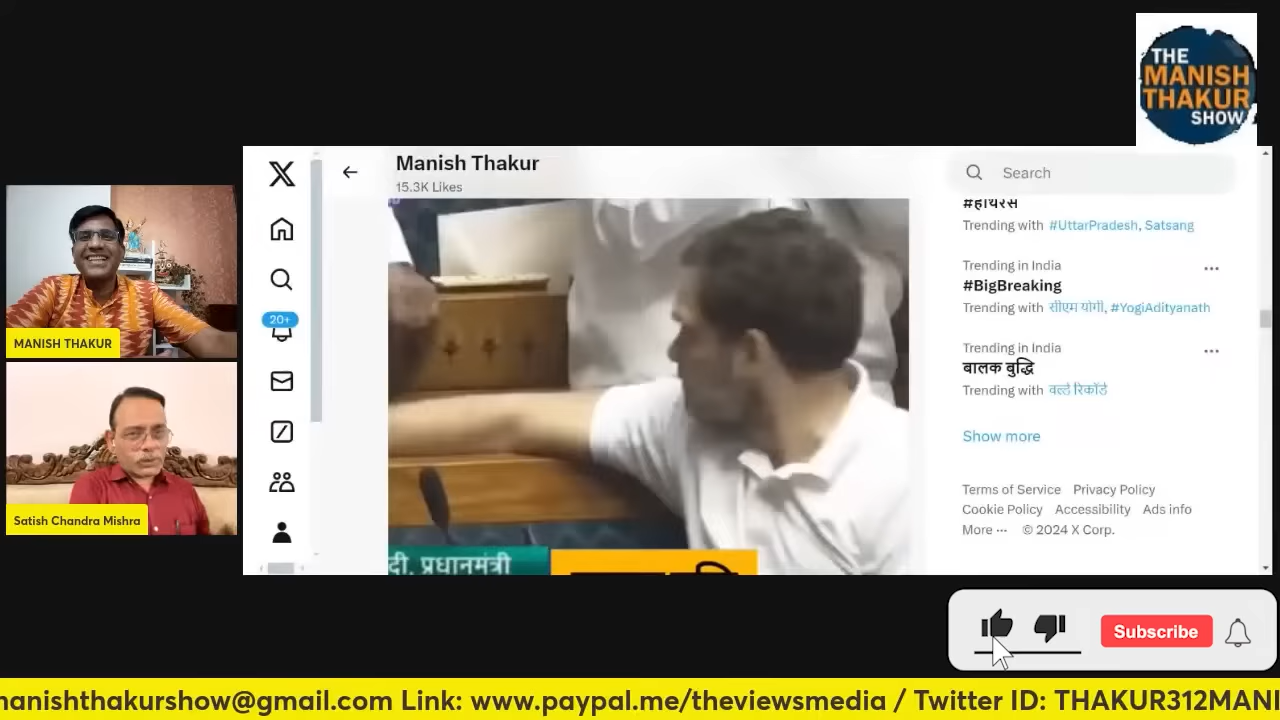 THE
MANISH
THAKUR
SHOW
Manish Thakur
15.3K Likes
Search
20+
#हाथरस
Trending with #UttarPradesh, Satsang
Trending in India
#BigBreaking
Trending with सीएम योगी, #YogiAdityanath
Trending in India
बालक बुद्धि
Trending with वर्ल्ड रिकॉर्ड
Show more
Terms of Service Privacy Policy
Cookie Policy Accessibility Ads info
More ··· © 2024 X Corp.
MANISH THAKUR
Satish Chandra Mishra
दी, प्रधानमंत्री
Subscribe
manishthakurshow@gmail.com Link: www.paypal.me/theviewsmedia / Twitter ID: THAKUR312MANI